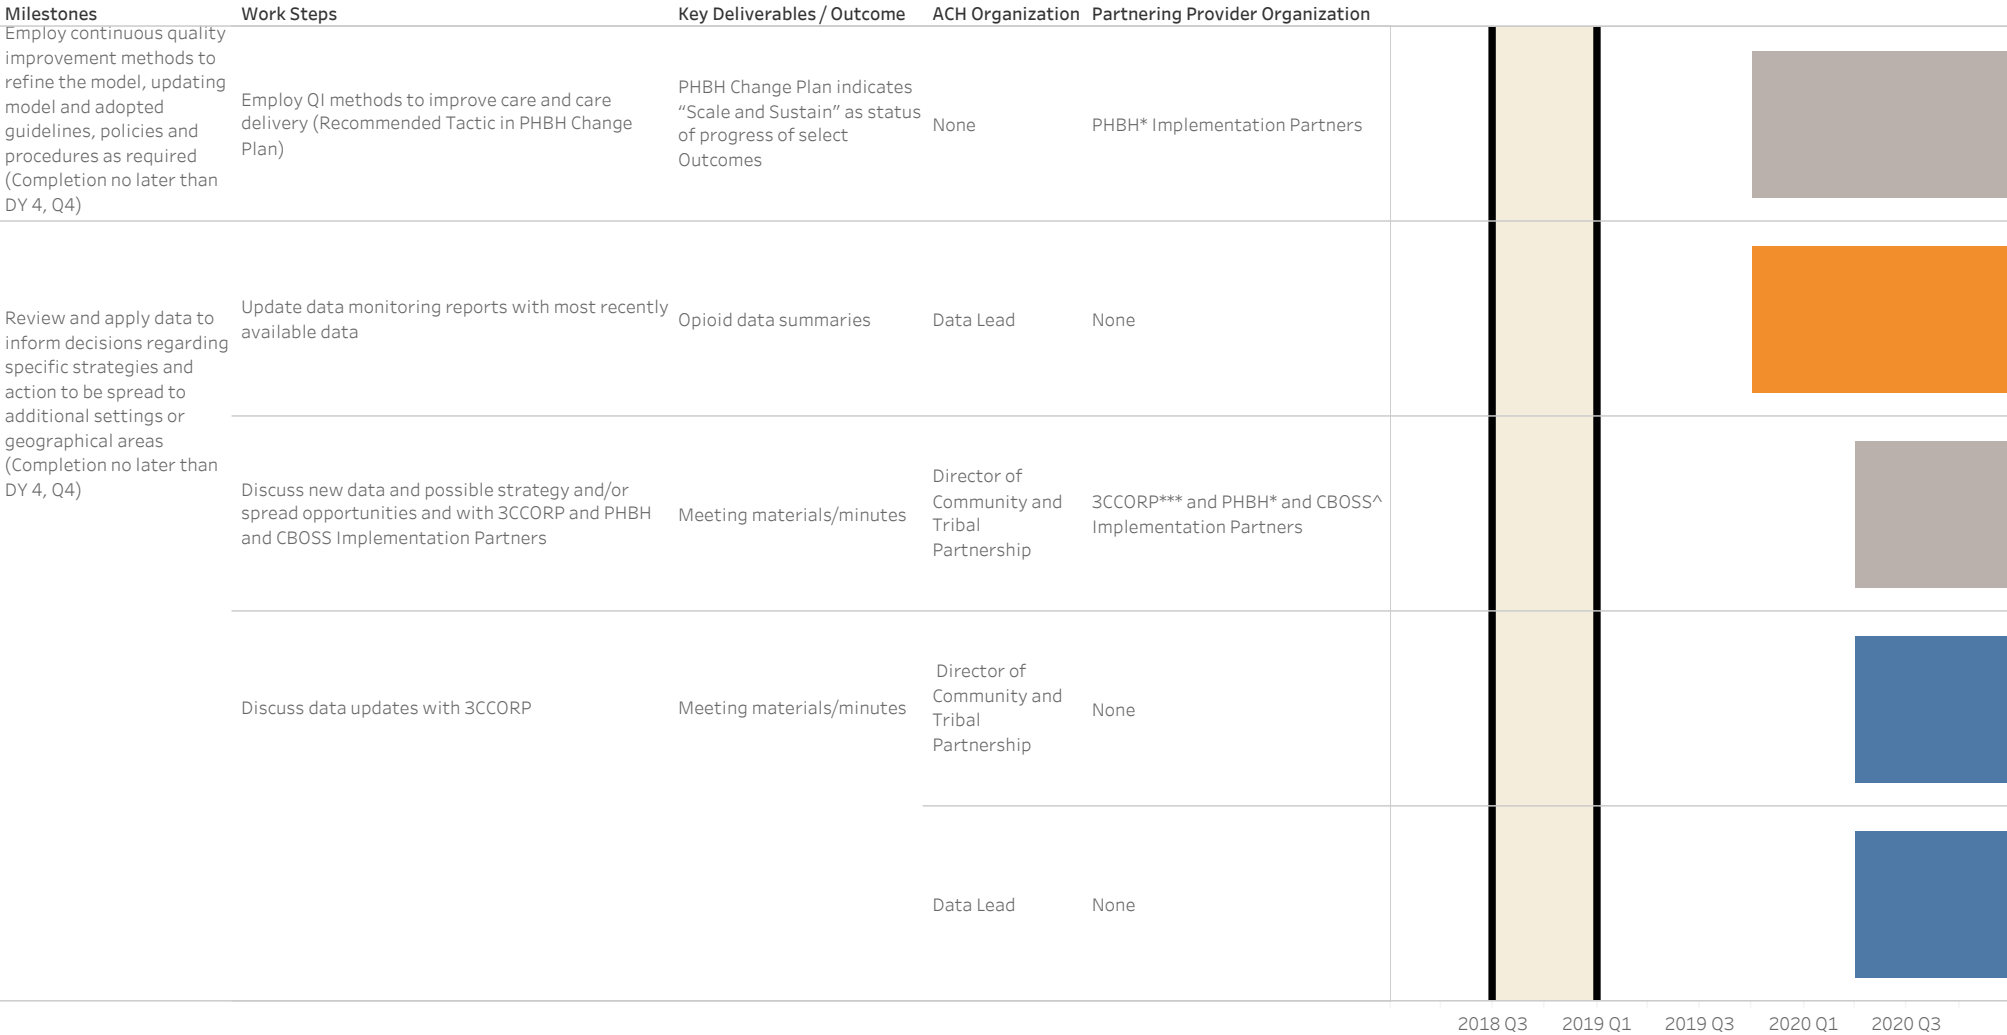 Milestones
Work Steps
Key Deliverables / Outcome
ACH Organization
Partnering Provider Organization
Employ continuous quality
improvement methods to
refine the model, updating
model and adopted
guidelines, policies and
procedures as required
(Completion no later than
DY 4, Q4)
Employ QI methods to improve care and care
delivery (Recommended Tactic in PHBH Change
Plan)
PHBH Change Plan indicates
“Scale and Sustain” as status
of progress of select
Outcomes
None
PHBH* Implementation Partners
Review and apply data to
inform decisions regarding
specific strategies and
action to be spread to
additional settings or
geographical areas
(Completion no later than
DY 4, Q4)
Update data monitoring reports with most recently
available data
Opioid data summaries
Data Lead
None
Discuss new data and possible strategy and/or
spread opportunities and with 3CCORP and PHBH
and CBOSS Implementation Partners
Meeting materials/minutes
Director of
Community and
Tribal
Partnership
3CCORP*** and PHBH* and CBOSS^
Implementation Partners
Discuss data updates with 3CCORP
Meeting materials/minutes
Director of
Community and
Tribal
Partnership
None
Data Lead
None
2018 Q3
2019 Q1
2019 Q3
2020 Q1
2020 Q3